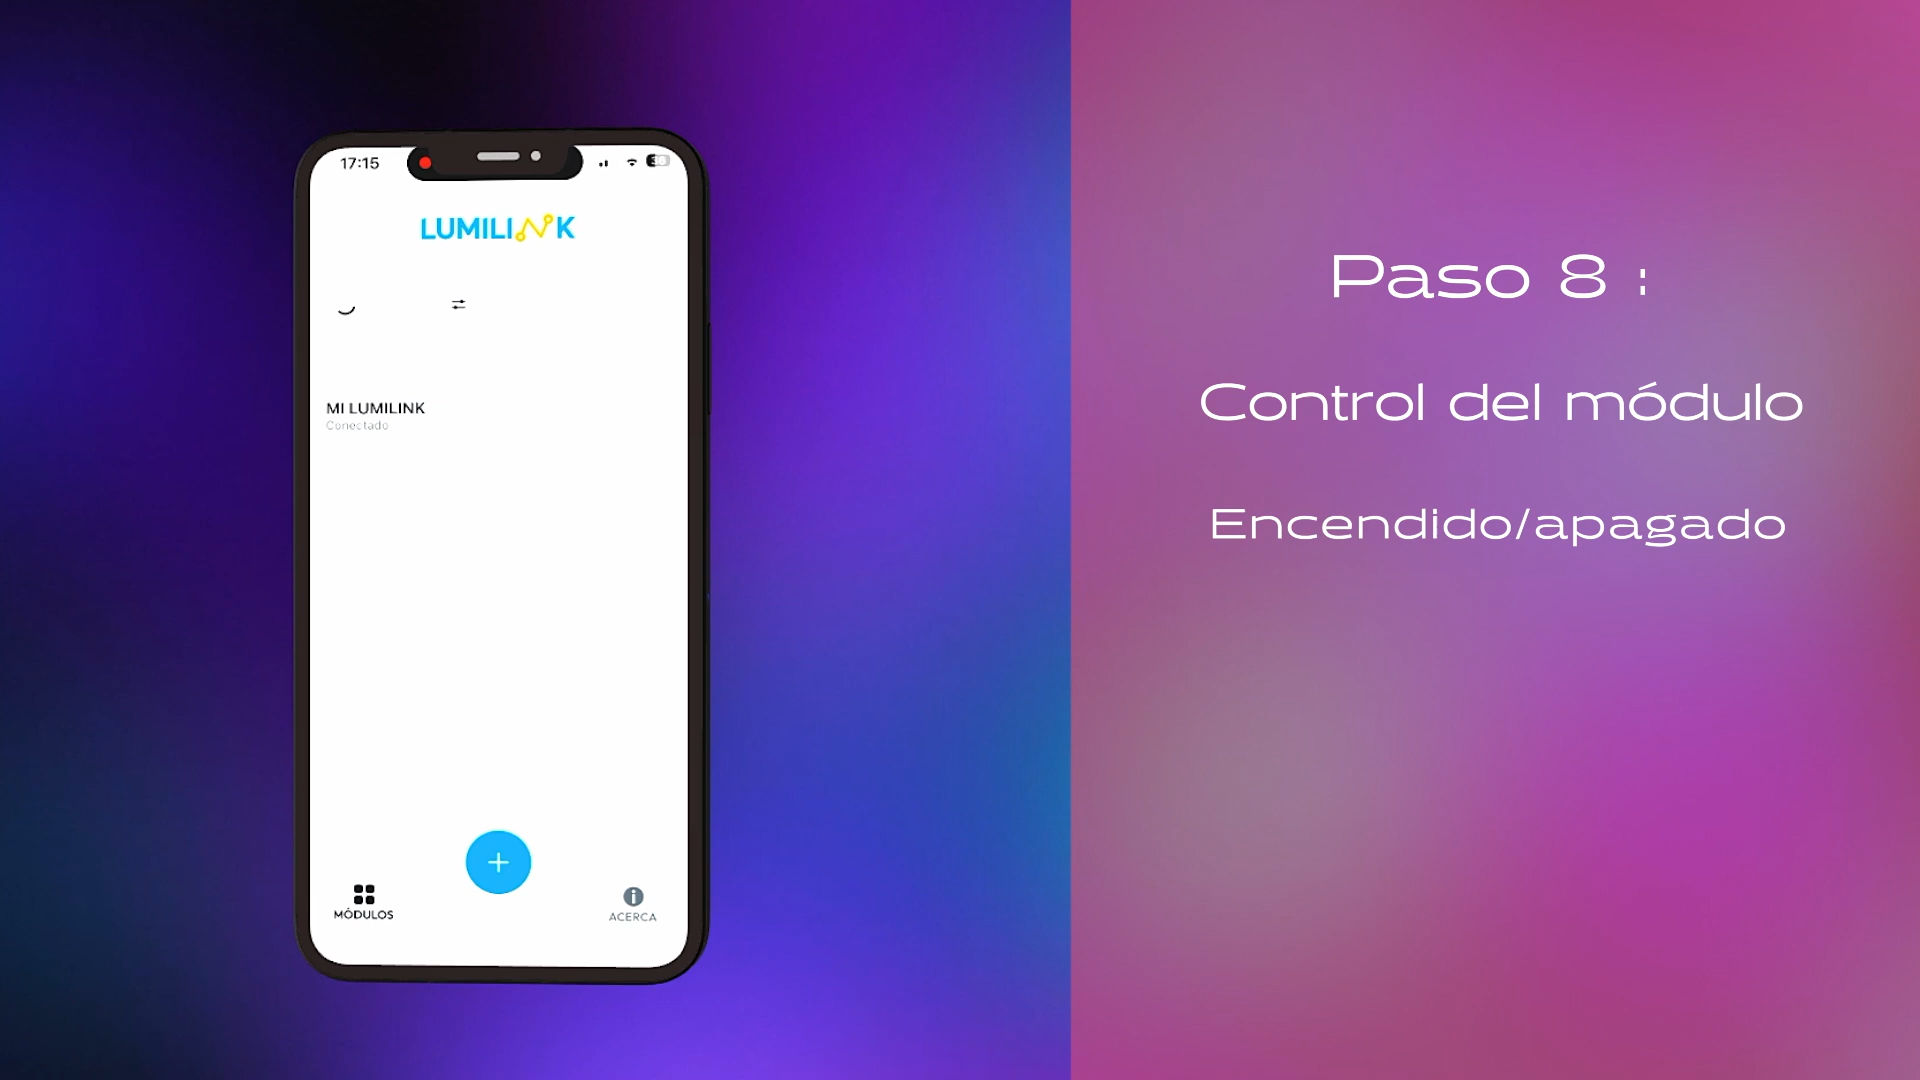 17:15
LUMILINK
MI LUMILINK
Conectado
MÓDULOS
ACERCA
Paso 8 :
Control del módulo
Encendido/apagado